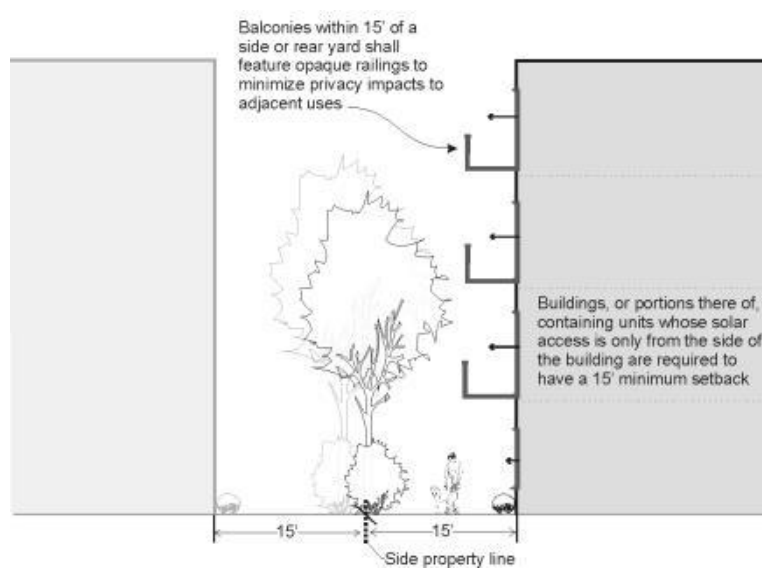 Balconies within 15' of a
side or rear yard shall
feature opaque railings to
minimize privacy impacts to
adjacent uses
Buildings, or portions there of,
containing units whose solar
access is only from the side of
the building are required to
have a 15' minimum setback
15'
15'
Side property line